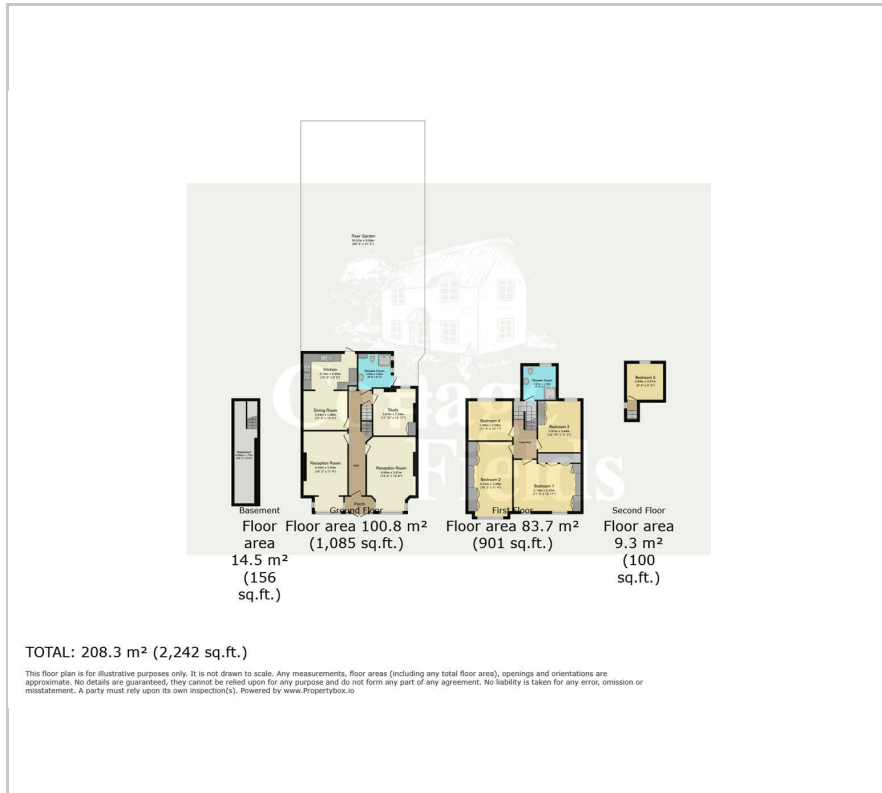 Rear Garden
Kitchen
Shower Room
Dining Room
Study
Reception Room
Reception Room
Hall
Porch
Basement
Shower Room
Bedroom 4
Bedroom 3
Landing
Bedroom 2
Bedroom 1
Bedroom 5
Cottage
Fields
Basement
Floor
area
14.5 m²
(156
sq.ft.)
Ground Floor
Floor area 100.8 m²
(1,085 sq.ft.)
First Floor
Floor area 83.7 m²
(901 sq.ft.)
Second Floor
Floor area
9.3 m²
(100
sq.ft.)
TOTAL: 208.3 m² (2,242 sq.ft.)
This floor plan is for illustrative purposes only. It is not drawn to scale. Any measurements, floor areas (including any total floor area), openings and orientations are
approximate. No details are guaranteed, they cannot be relied upon for any purpose and do not form any part of any agreement. No liability is taken for any error, omission or
misstatement. A party must rely upon its own inspection(s). Powered by www.Propertybox.io